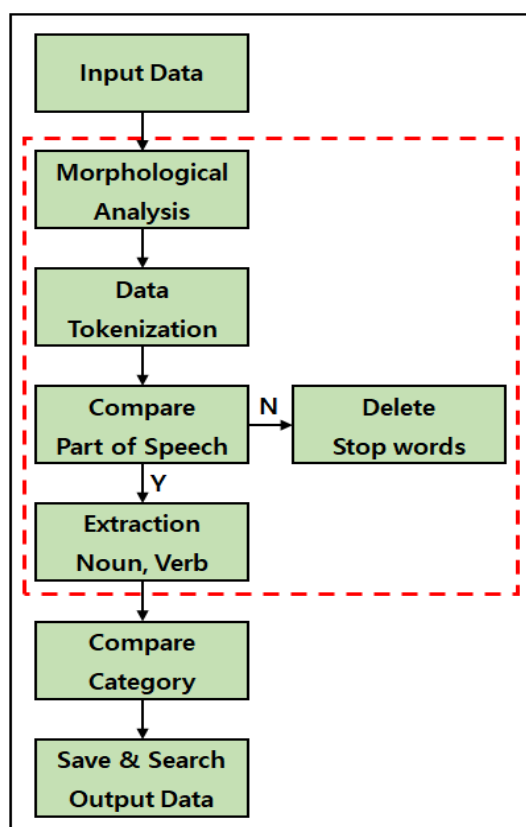 Input Data
Morphological
Analysis
Data
Tokenization
Compare
Part of Speech
N
Delete
Stop words
Y
Extraction
Noun, Verb
Compare
Category
Save & Search
Output Data